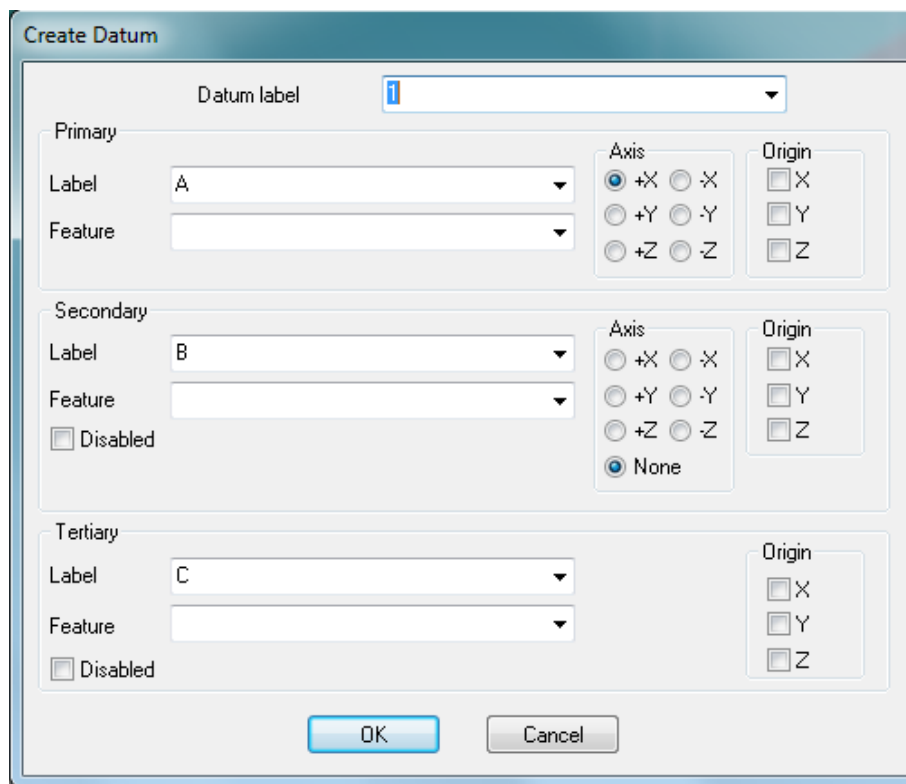 Create Datum
Datum label 1
Primary
Axis Origin
Label A +X -X X
Feature +Y -Y Y
+Z -Z Z
Secondary
Axis Origin
Label B +X -X X
Feature +Y -Y Y
Disabled +Z -Z Z
None
Tertiary
Origin
Label C X
Feature Y
Disabled Z
OK Cancel